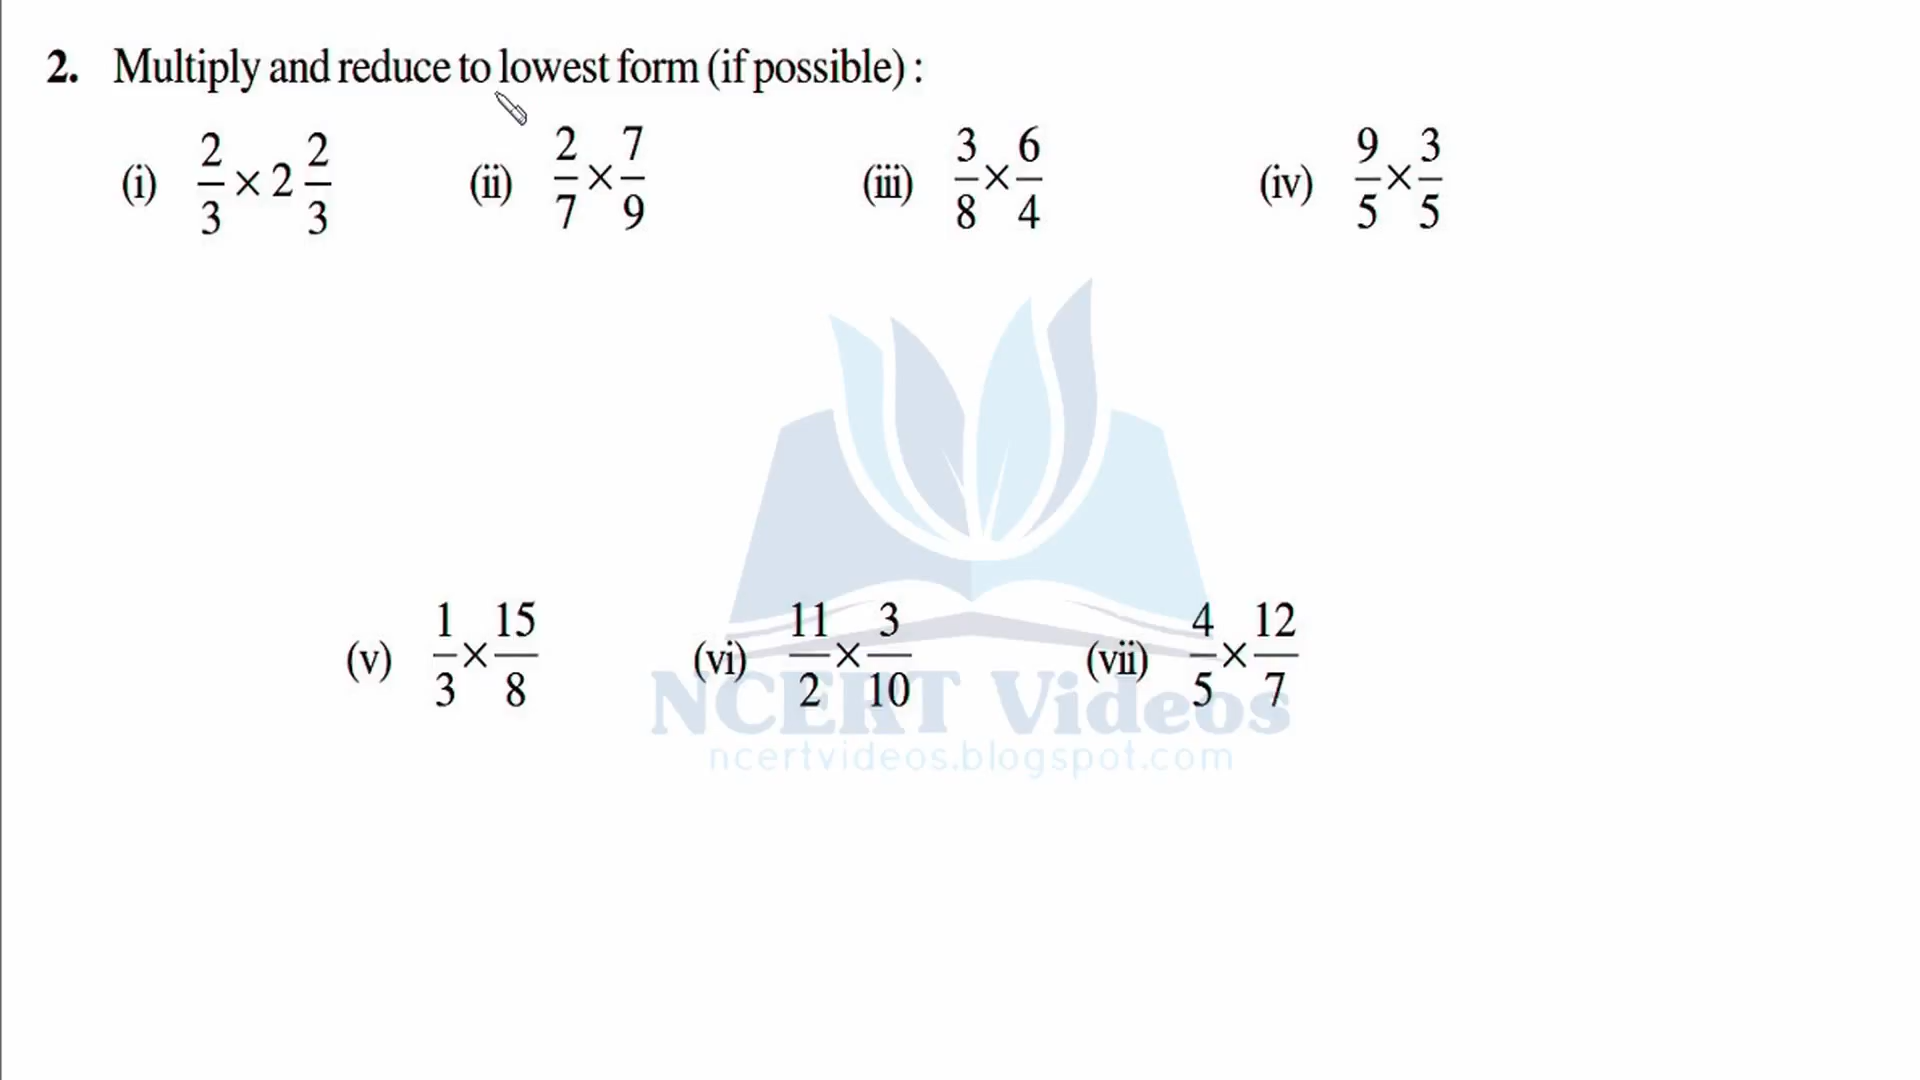 2. Multiply and reduce to lowest form (if possible) :
(i) 2/3 × 2 2/3 (ii) 2/7 × 7/9 (iii) 3/8 × 6/4 (iv) 9/5 × 3/5
(v) 1/3 × 15/8 (vi) 11/2 × 3/10 (vii) 4/5 × 12/7
NCERT Videos
ncertvideos.blogspot.com